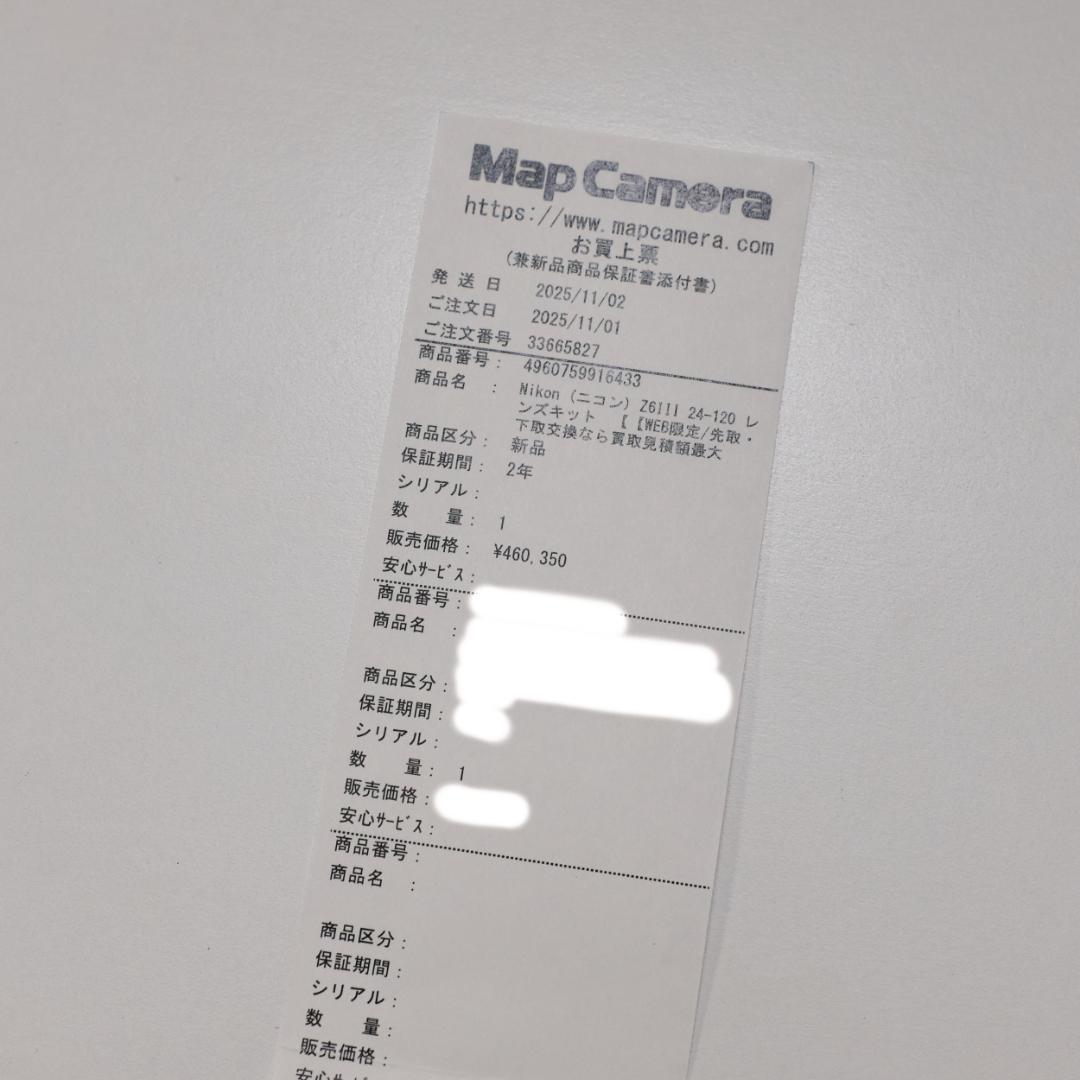 Map Camera
https://www.mapcamera.com
お買上票
(兼新品商品保証書添付書)
発 送 日 2025/11/02
ご注文日 2025/11/01
ご注文番号 33665827
商品番号: 4960759916433
商品名 : Nikon (ニコン) Z6III 24-120 レ
ンズキット 【【WEB限定/先取・
下取交換なら買取見積額最大
商品区分: 新品
保証期間: 2年
シリアル:
数 量: 1
販売価格: ¥460,350
安心ｻｰﾋﾞｽ:
商品番号:
商品名 :
商品区分:
保証期間:
シリアル:
数 量: 1
販売価格:
安心ｻｰﾋﾞｽ:
商品番号:
商品名 :
商品区分:
保証期間:
シリアル:
数 量:
販売価格:
安心ｻｰﾋﾞｽ